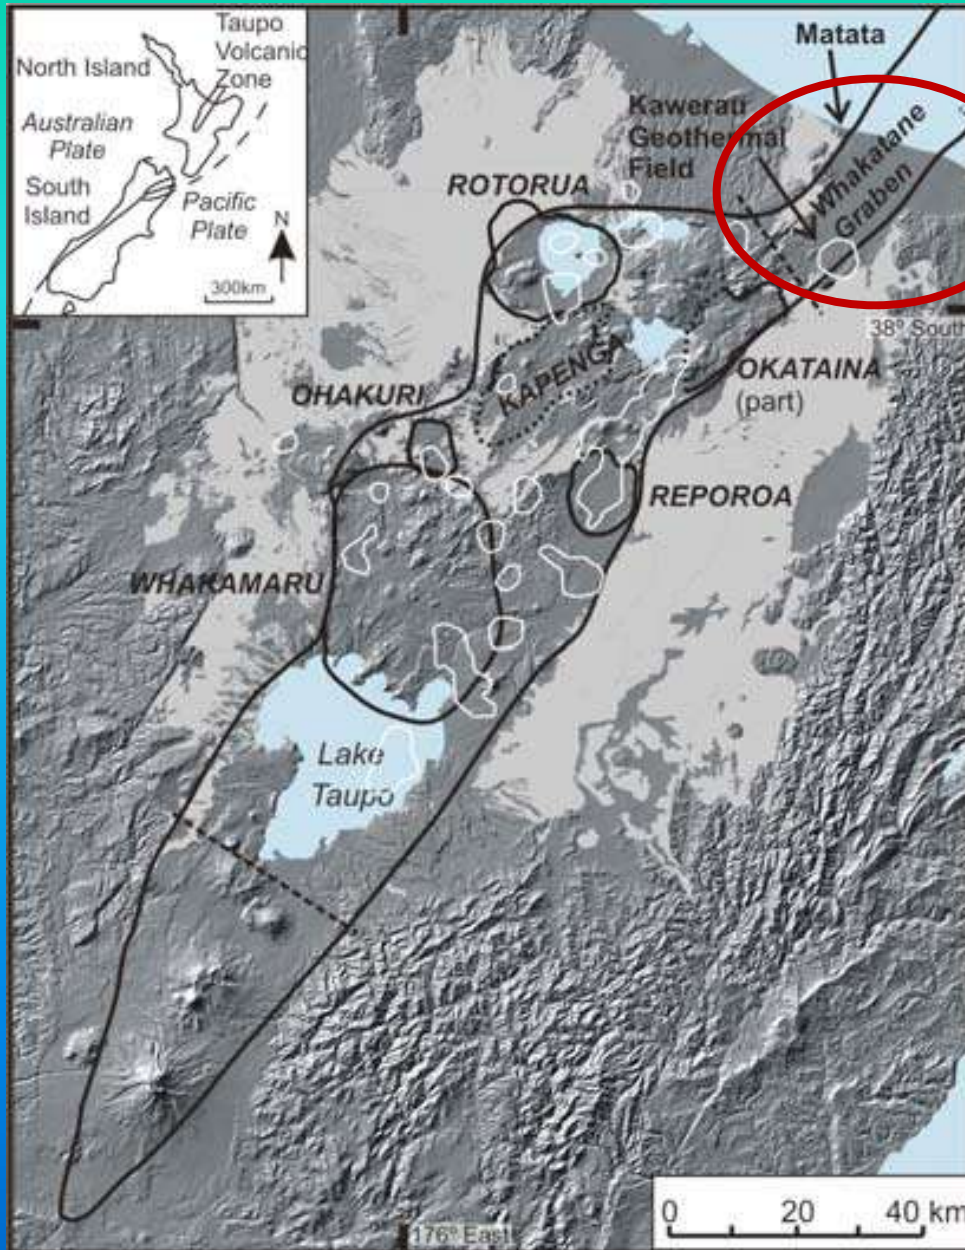 Taupo
Volcanic
Zone
North Island
Australian
Plate
South
Island
Pacific
Plate
N
300km
Matata
Kawerau
Geothermal
Field
Whakatane
Graben
ROTORUA
38° South
KAPENGA
OHAKURI
OKATAINA
(part)
REPOROA
WHAKAMARU
Lake
Taupo
176° East
0 20 40 km